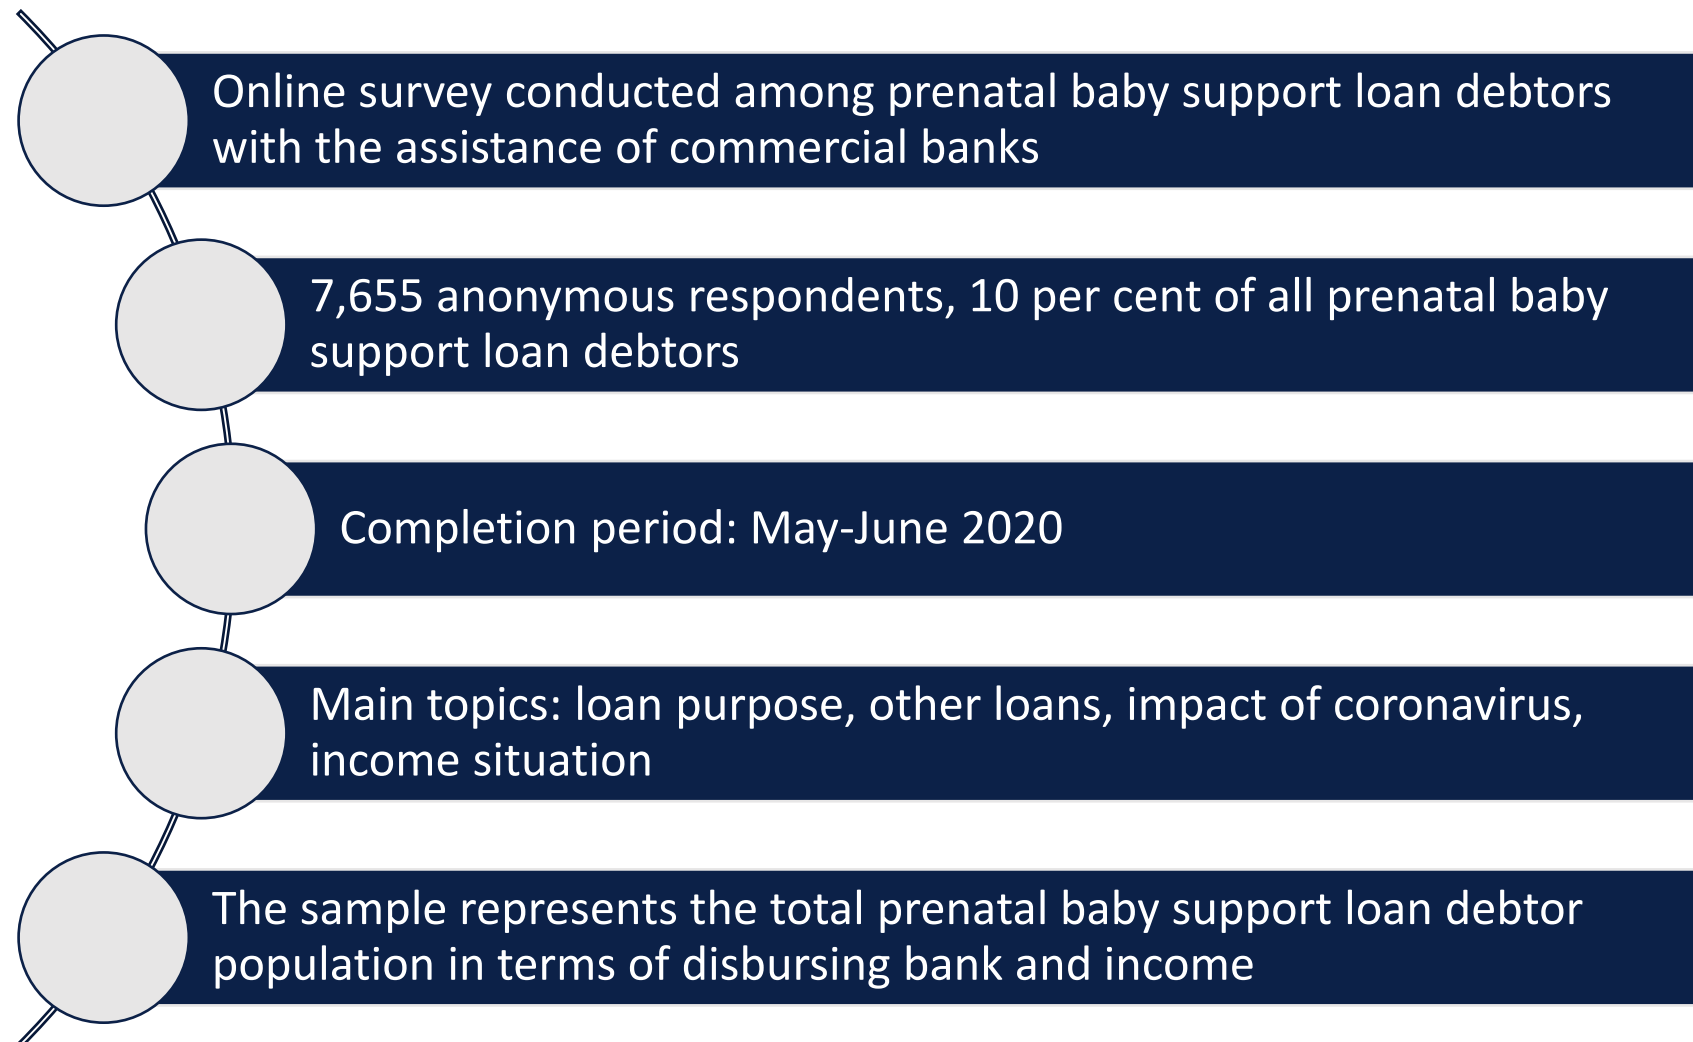 Online survey conducted among prenatal baby support loan debtors
with the assistance of commercial banks
7,655 anonymous respondents, 10 per cent of all prenatal baby
support loan debtors
Completion period: May-June 2020
Main topics: loan purpose, other loans, impact of coronavirus,
income situation
The sample represents the total prenatal baby support loan debtor
population in terms of disbursing bank and income